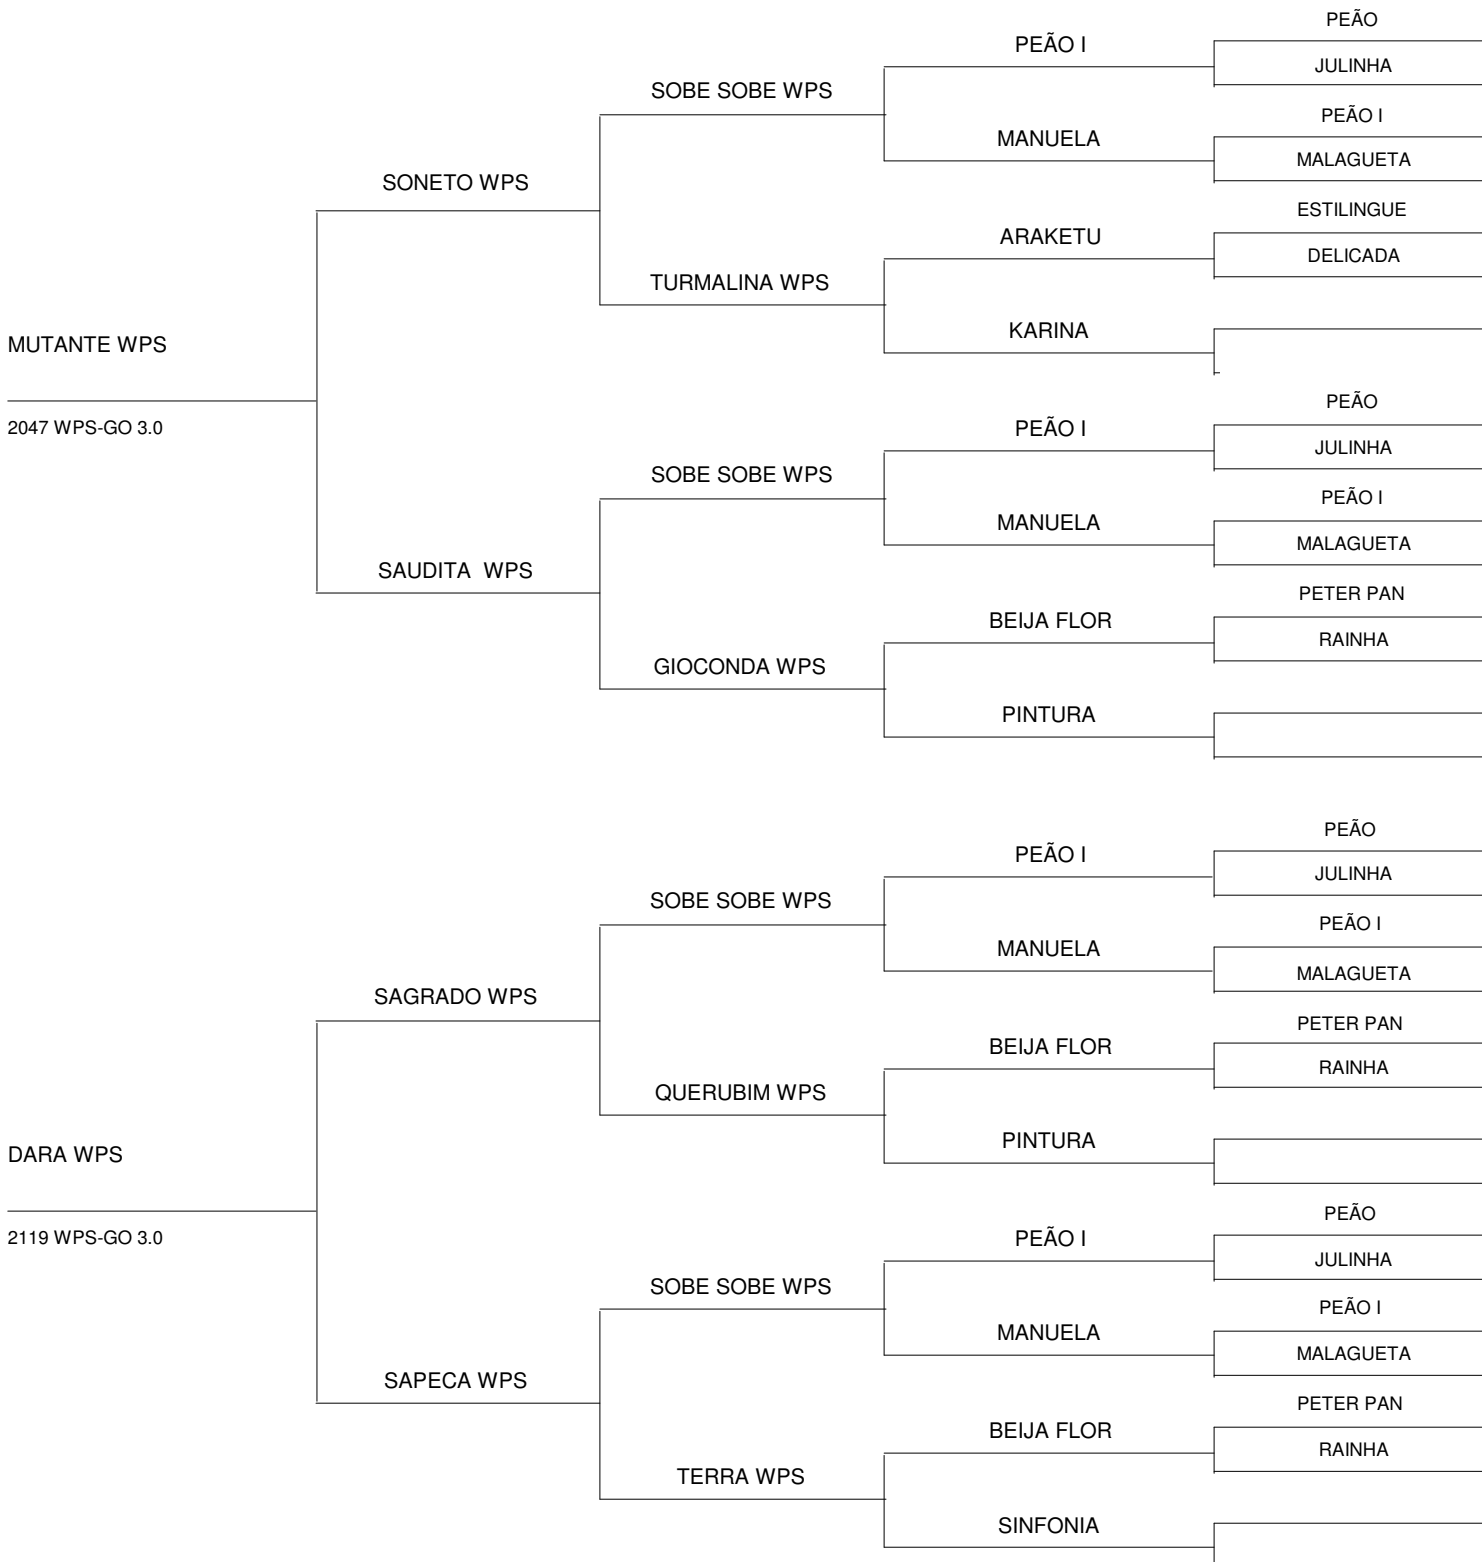 PEÃO
PEÃO I
JULINHA
SOBE SOBE WPS
PEÃO I
MANUELA
MALAGUETA
SONETO WPS
ESTILINGUE
ARAKETU
DELICADA
TURMALINA WPS
KARINA
MUTANTE WPS
PEÃO
2047 WPS-GO 3.0
PEÃO I
JULINHA
SOBE SOBE WPS
PEÃO I
MANUELA
MALAGUETA
SAUDITA  WPS
PETER PAN
BEIJA FLOR
RAINHA
GIOCONDA WPS
PINTURA
PEÃO
PEÃO I
JULINHA
SOBE SOBE WPS
PEÃO I
MANUELA
MALAGUETA
SAGRADO WPS
PETER PAN
BEIJA FLOR
RAINHA
QUERUBIM WPS
PINTURA
DARA WPS
PEÃO
2119 WPS-GO 3.0
PEÃO I
JULINHA
SOBE SOBE WPS
PEÃO I
MANUELA
MALAGUETA
SAPECA WPS
PETER PAN
BEIJA FLOR
RAINHA
TERRA WPS
SINFONIA